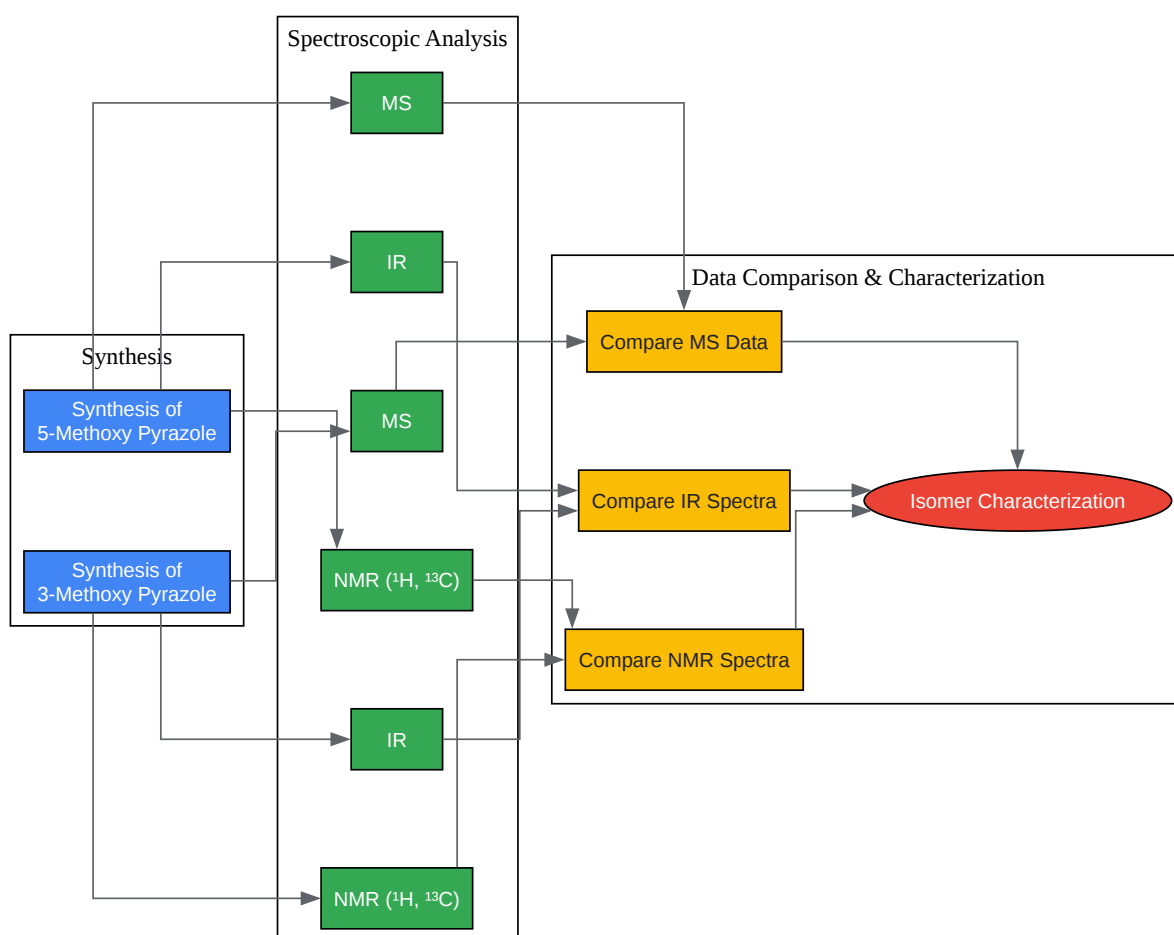 Spectroscopic Analysis
MS
IR
Data Comparison & Characterization
Compare MS Data
Synthesis
Synthesis of
5-Methoxy Pyrazole
MS
Compare IR Spectra
Isomer Characterization
Synthesis of
3-Methoxy Pyrazole
NMR (¹H, ¹³C)
Compare NMR Spectra
IR
NMR (¹H, ¹³C)